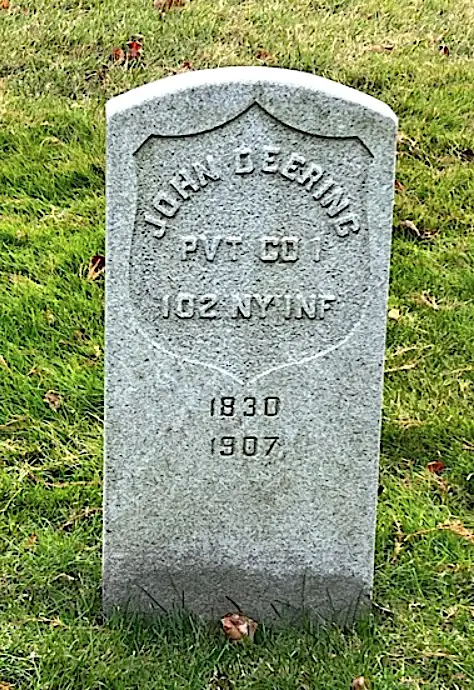 JOHN DEERING
PVT CO I
102 NY INF
1830
1907